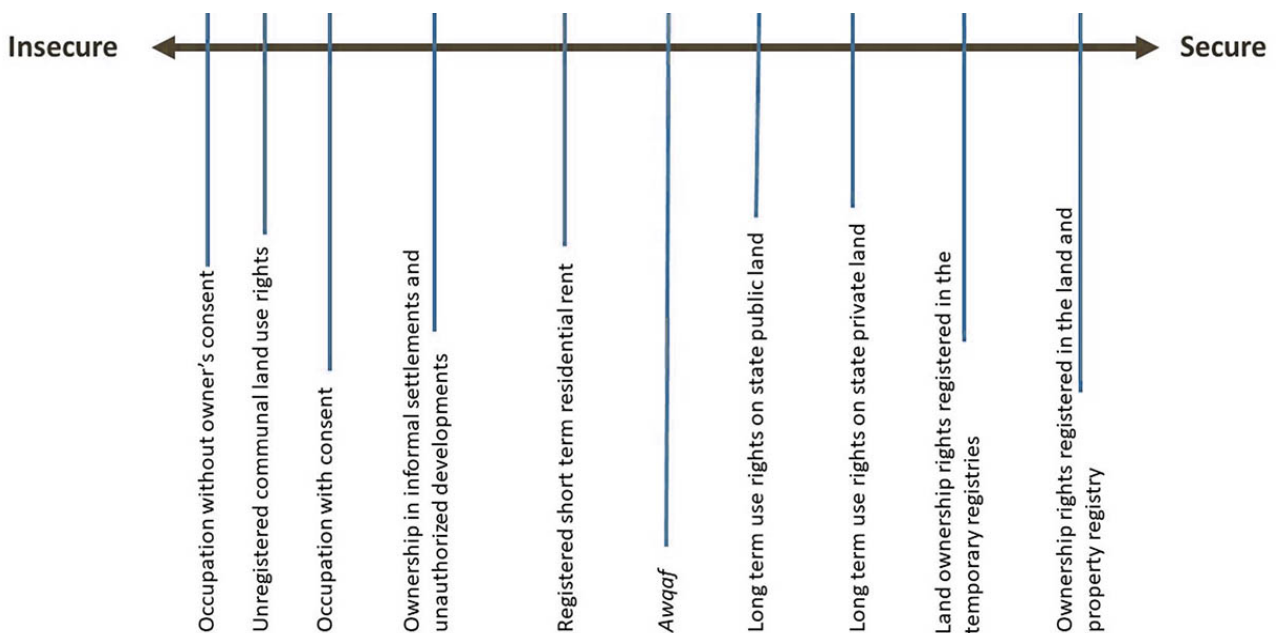 Insecure
Secure
Occupation without owner's consent
Unregistered communal land use rights
Occupation with consent
Ownership in informal settlements and
unauthorized developments
Registered short term residential rent
Awqaf
Long term use rights on state public land
Long term use rights on state private land
Land ownership rights registered in the
temporary registries
Ownership rights registered in the land and
property registry